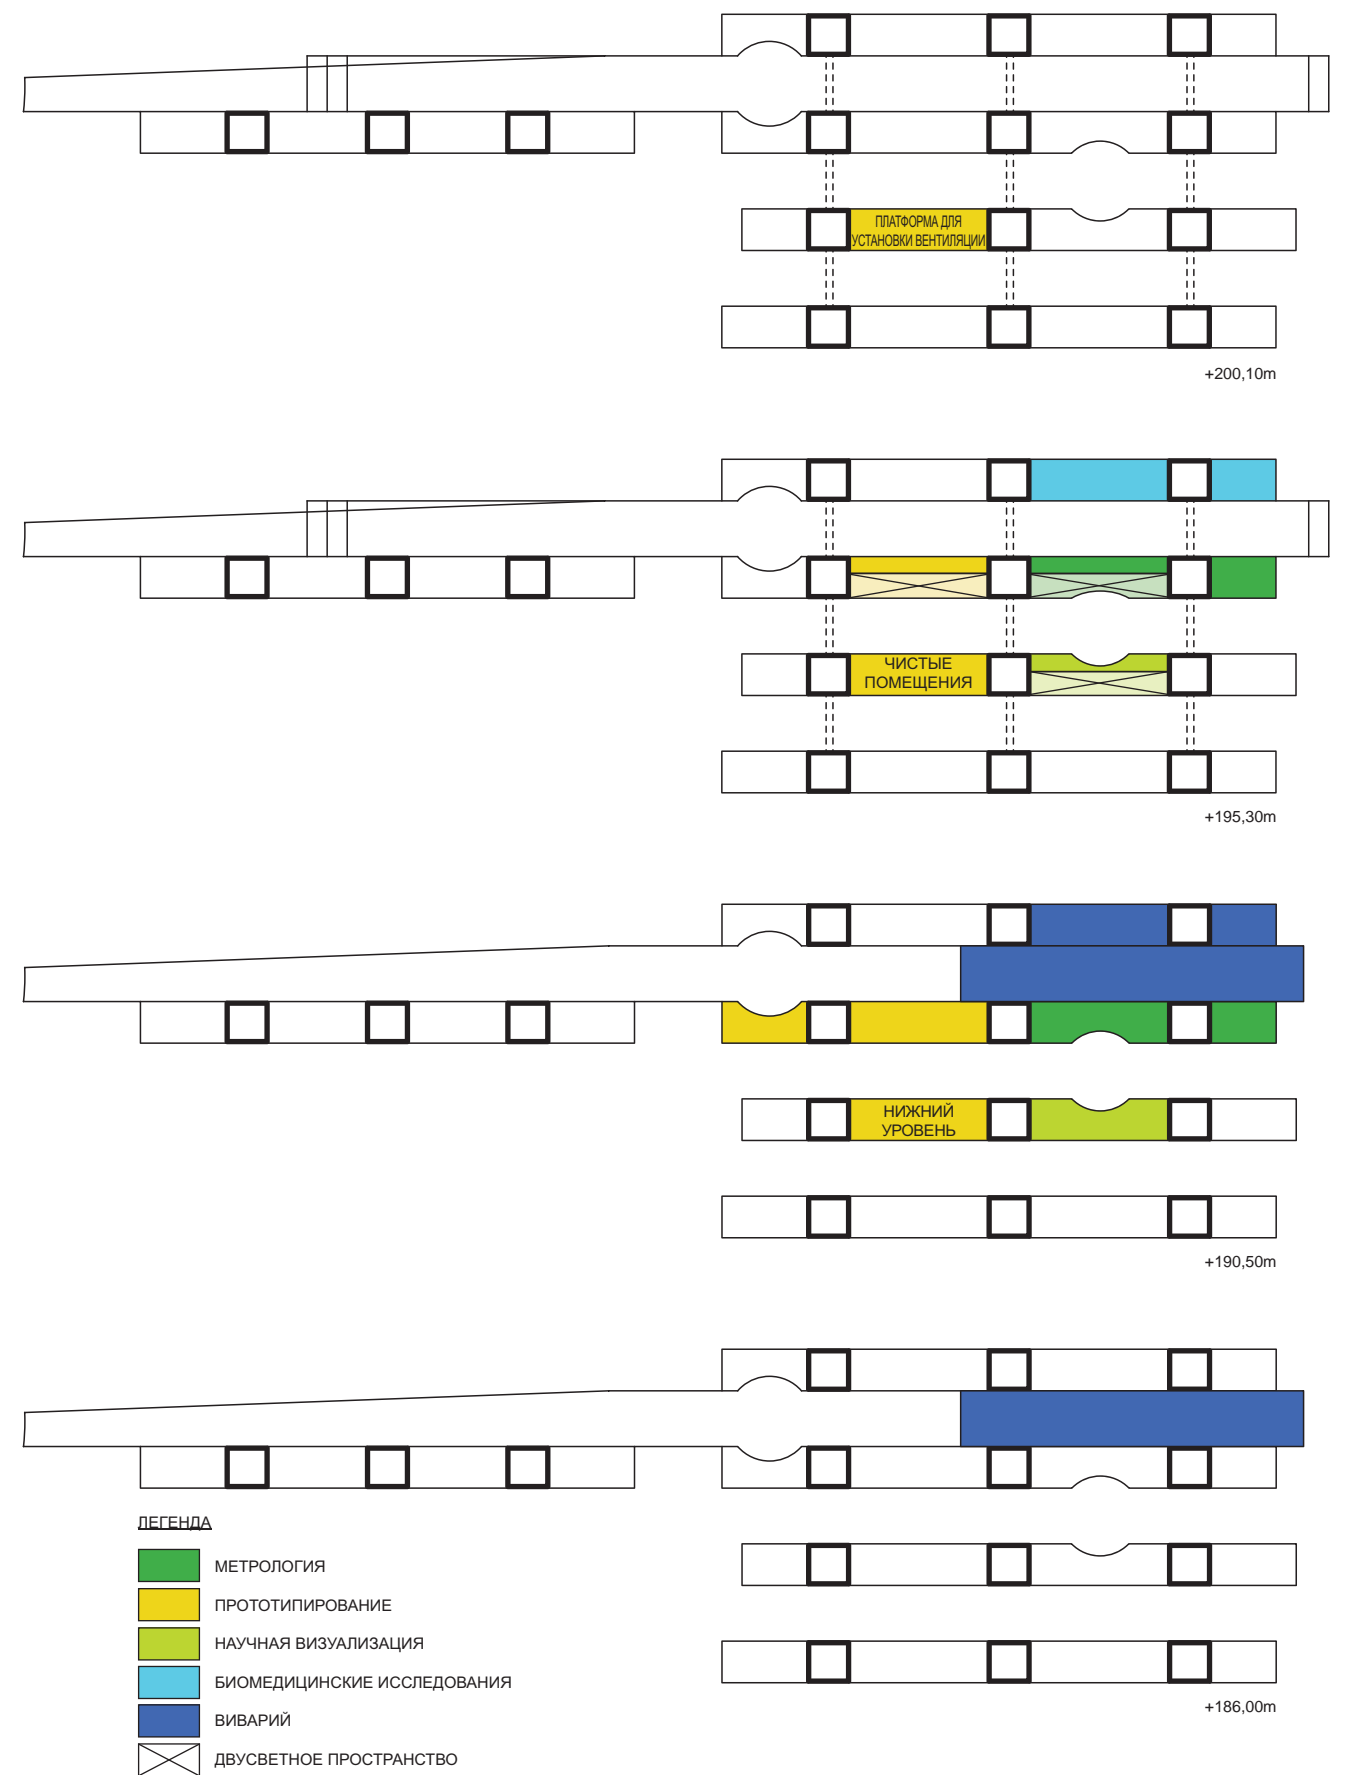 ПЛАТФОРМА ДЛЯ
УСТАНОВКИ ВЕНТИЛЯЦИИ
+200,10m
ЧИСТЫЕ
ПОМЕЩЕНИЯ
+195,30m
НИЖНИЙ
УРОВЕНЬ
+190,50m
ЛЕГЕНДА
МЕТРОЛОГИЯ
ПРОТОТИПИРОВАНИЕ
НАУЧНАЯ ВИЗУАЛИЗАЦИЯ
БИОМЕДИЦИНСКИЕ ИССЛЕДОВАНИЯ
ВИВАРИЙ
ДВУСВЕТНОЕ ПРОСТРАНСТВО
+186,00m